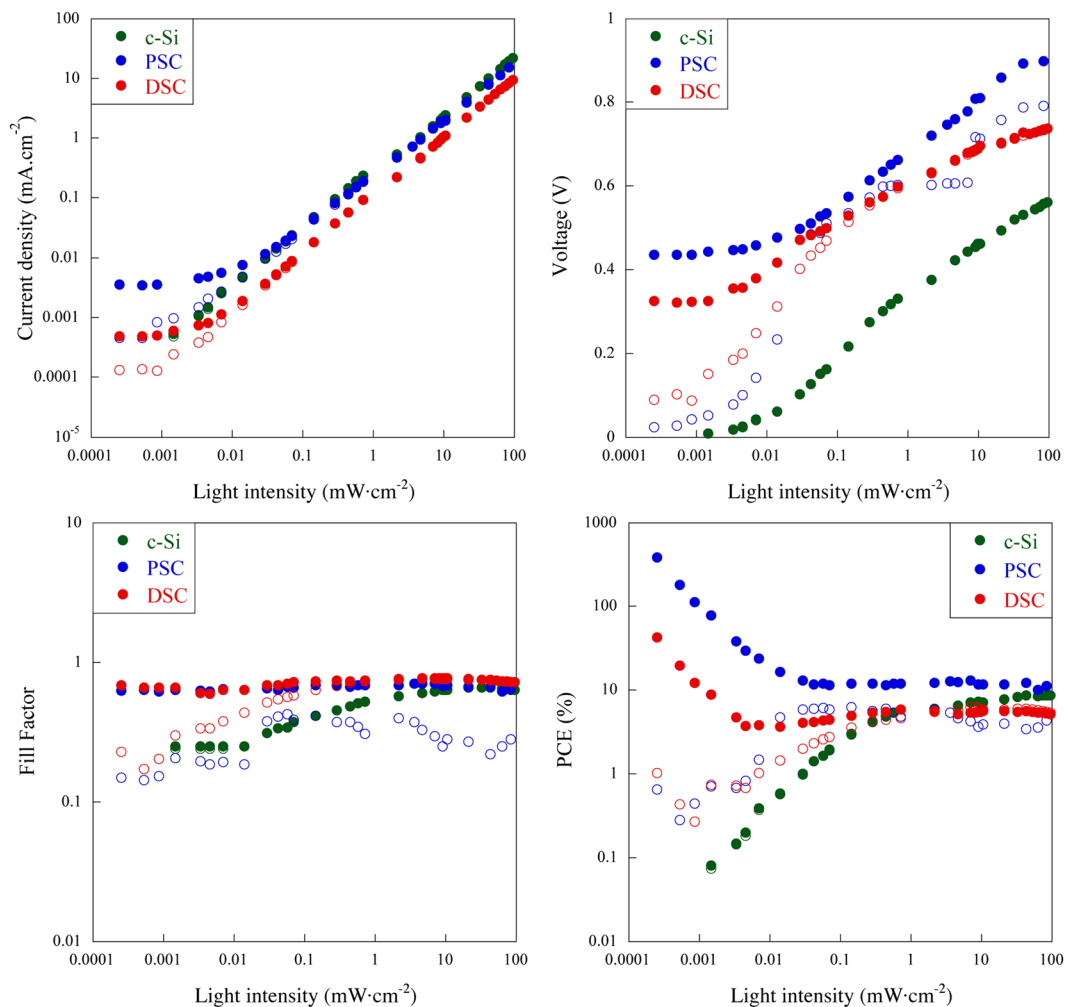 100
10
1
0.1
0.01
0.001
0.0001
10-5
Current density (mA.cm-2)
c-Si
PSC
DSC
0.0001
0.001
0.01
0.1
1
10
100
Light intensity (mW·cm-2)
1
0.8
0.6
0.4
0.2
0
Voltage (V)
c-Si
PSC
DSC
0.0001
0.001
0.01
0.1
1
10
100
Light intensity (mW·cm-2)
10
1
0.1
0.01
Fill Factor
c-Si
PSC
DSC
0.0001
0.001
0.01
0.1
1
10
100
Light intensity (mW·cm-2)
1000
100
10
1
0.1
0.01
PCE (%)
c-Si
PSC
DSC
0.0001
0.001
0.01
0.1
1
10
100
Light intensity (mW·cm-2)